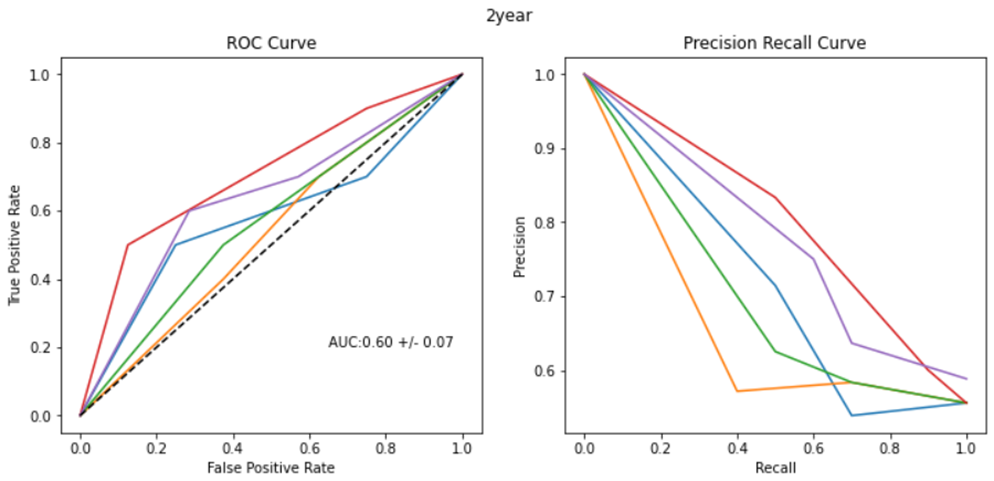 2year
ROC Curve
True Positive Rate
1.0
0.8
0.6
0.4
0.2
0.0
AUC:0.60 +/- 0.07
0.0 0.2 0.4 0.6 0.8 1.0
False Positive Rate
Precision Recall Curve
Precision
1.0
0.9
0.8
0.7
0.6
0.0 0.2 0.4 0.6 0.8 1.0
Recall